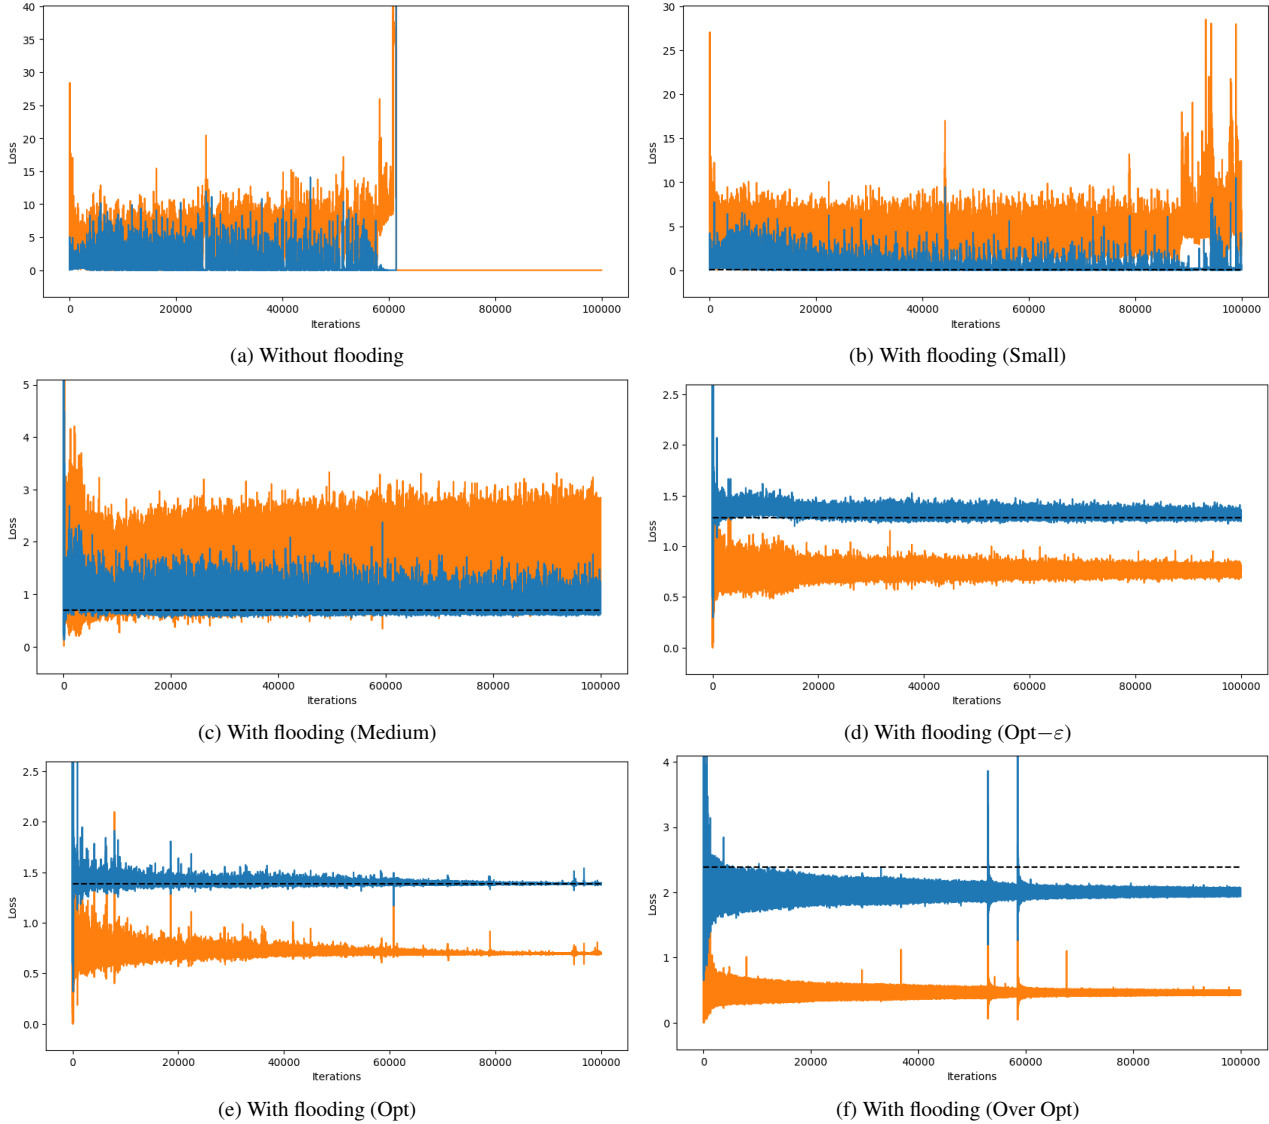 40
35
30
25
20
15
10
5
0
Loss
0 20000 40000 60000 80000 100000
Iterations
(a) Without flooding
30
25
20
15
10
5
0
Loss
0 20000 40000 60000 80000 100000
Iterations
(b) With flooding (Small)
5
4
3
2
1
0
Loss
0 20000 40000 60000 80000 100000
Iterations
(c) With flooding (Medium)
2.5
2.0
1.5
1.0
0.5
0.0
Loss
0 20000 40000 60000 80000 100000
Iterations
(d) With flooding (Opt−ε)
2.5
2.0
1.5
1.0
0.5
0.0
Loss
0 20000 40000 60000 80000 100000
Iterations
(e) With flooding (Opt)
4
3
2
1
0
Loss
0 20000 40000 60000 80000 100000
Iterations
(f) With flooding (Over Opt)